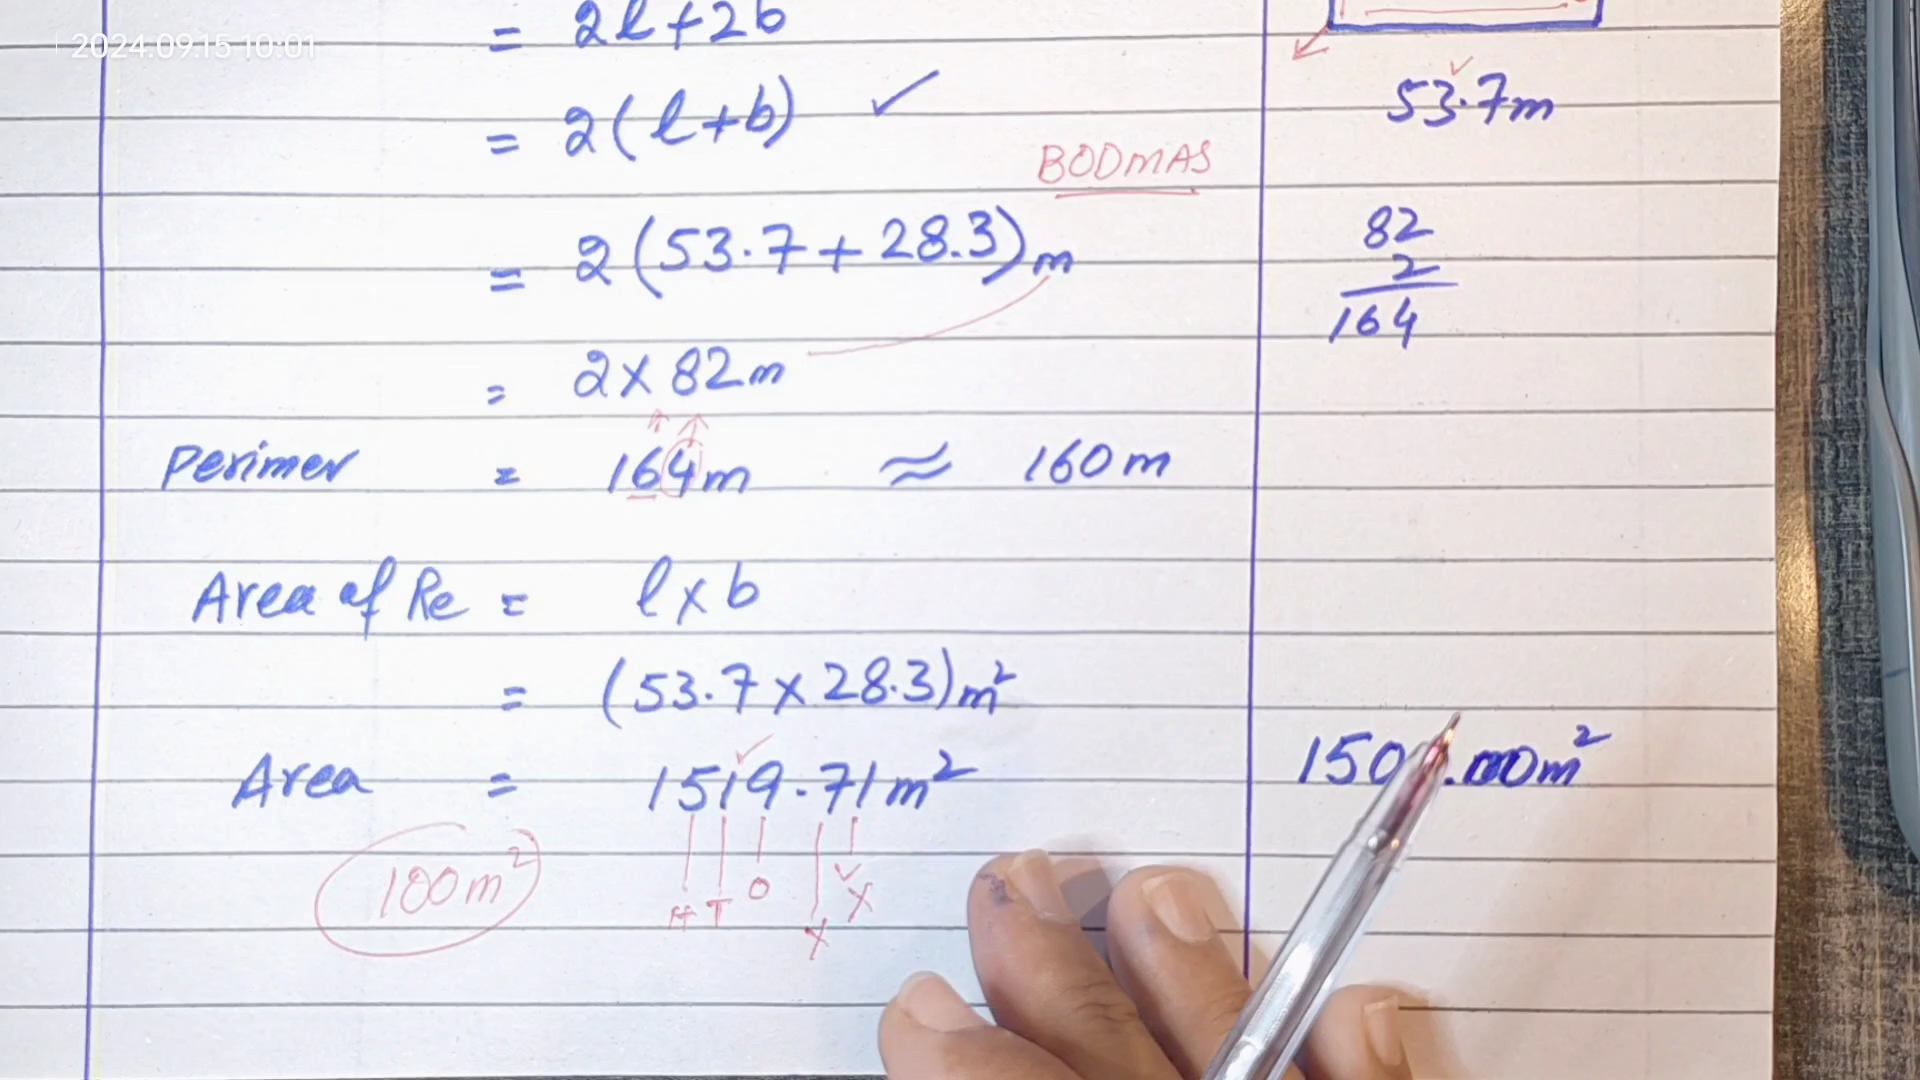 2024.09.15 10:01
= 2l+2b
= 2(l+b) ✓
BODMAS
= 2(53.7+28.3)m
= 2×82m
Perimer = 164m ≈ 160m
Area of Re = l×b
= (53.7×28.3)m²
Area = 1519.71m²
100m²
H T O X X
53.7m
82
2
164
.00m²